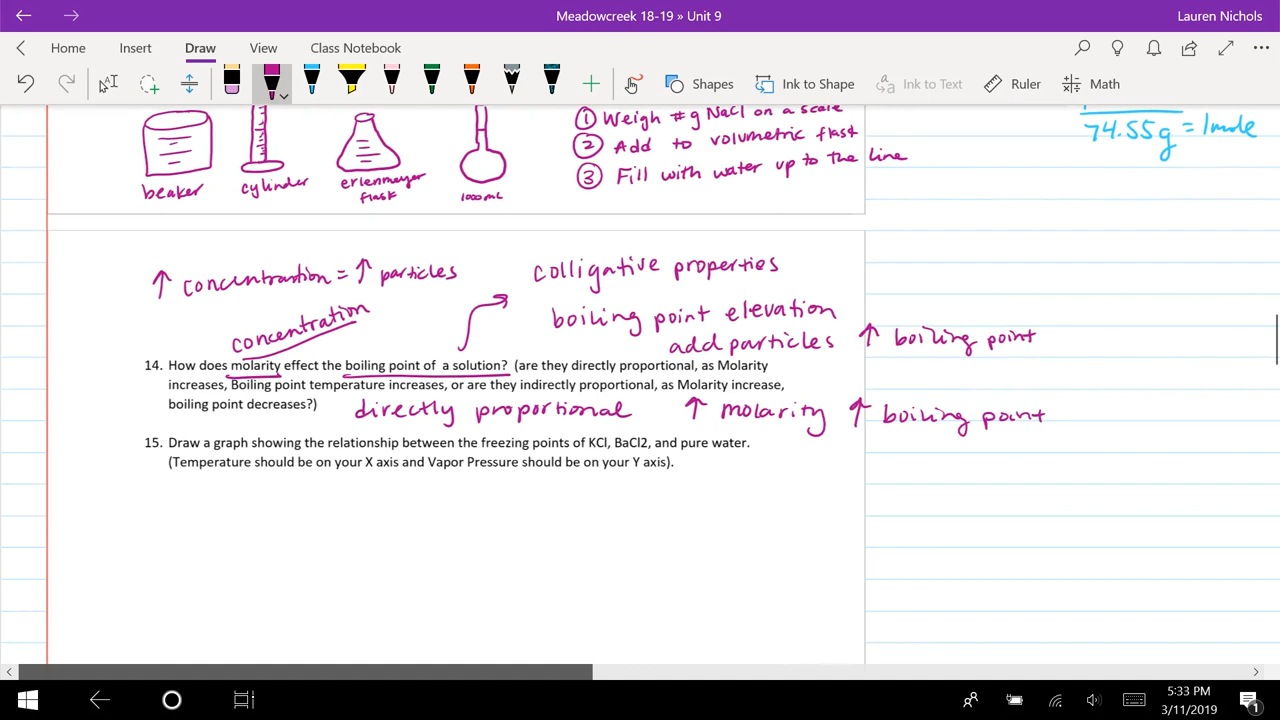 Meadowcreek 18-19 » Unit 9
Lauren Nichols
Home Insert Draw View Class Notebook
Shapes Ink to Shape Ink to Text Ruler Math
① Weigh #g NaCl on a scale
② Add to volumetric flask
③ Fill with water up to the line
beaker
cylinder
erlenmeyer
flask
1000mL
74.55g = 1mole
↑ concentration = ↑ particles
colligative properties
concentration
boiling point elevation
add particles ↑ boiling point
14. How does molarity effect the boiling point of a solution? (are they directly proportional, as Molarity
increases, Boiling point temperature increases, or are they indirectly proportional, as Molarity increase,
boiling point decreases?)
directly proportional ↑ molarity ↑ boiling point
15. Draw a graph showing the relationship between the freezing points of KCl, BaCl2, and pure water.
(Temperature should be on your X axis and Vapor Pressure should be on your Y axis).
5:33 PM
3/11/2019
1